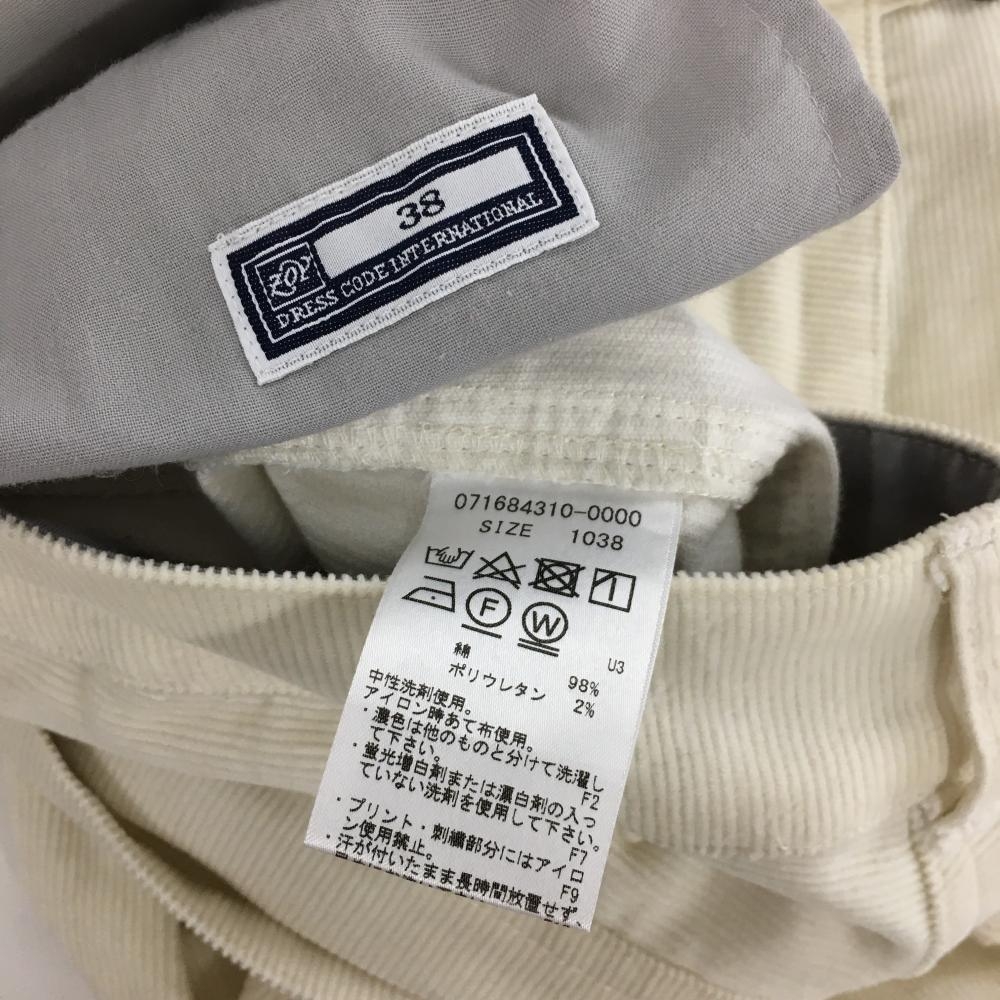 38
ZOY
DRESS CODE INTERNATIONAL
071684310-0000
SIZE 1038
F W
U3
綿 98%
ポリウレタン 2%
中性洗剤使用。
アイロン時あて布使用。
・濃色は他のものと分けて洗濯し
て下さい。 F2
・蛍光増白剤または漂白剤の入っ
ていない洗剤を使用して下さい。
F7
・プリント・刺繍部分にはアイロ
ン使用禁止。 F9
・汗が付いたまま長時間放置せず、